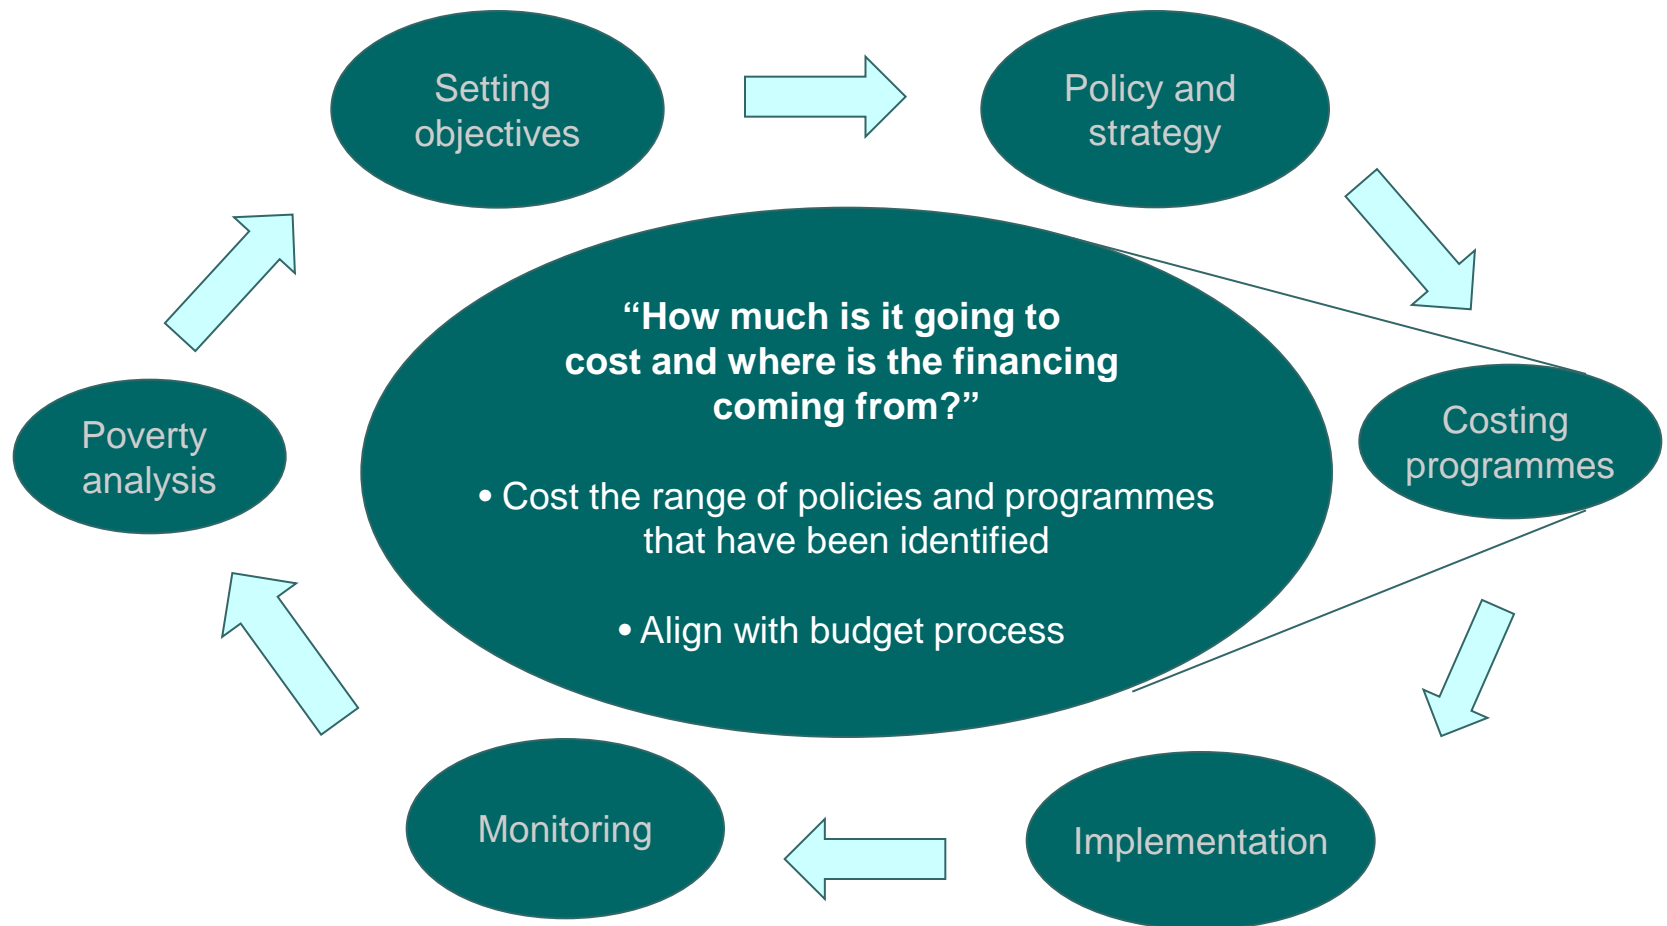 Setting
objectives
Policy and
strategy
“How much is it going to
cost and where is the financing
coming from?”
• Cost the range of policies and programmes
that have been identified
• Align with budget process
Costing
programmes
Poverty
analysis
Monitoring
Implementation